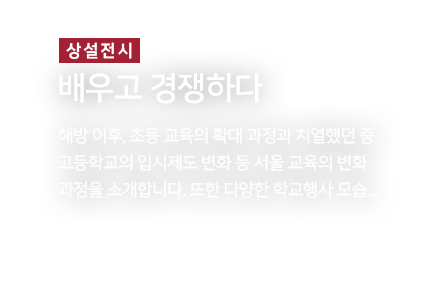 상설전시
배우고 경쟁하다
해방 이후, 초등 교육의 확대 과정과 치열했던 중·
고등학교의 입시제도 변화 등 서울 교육의 변화
과정을 소개합니다. 또한 다양한 학교행사 모습...